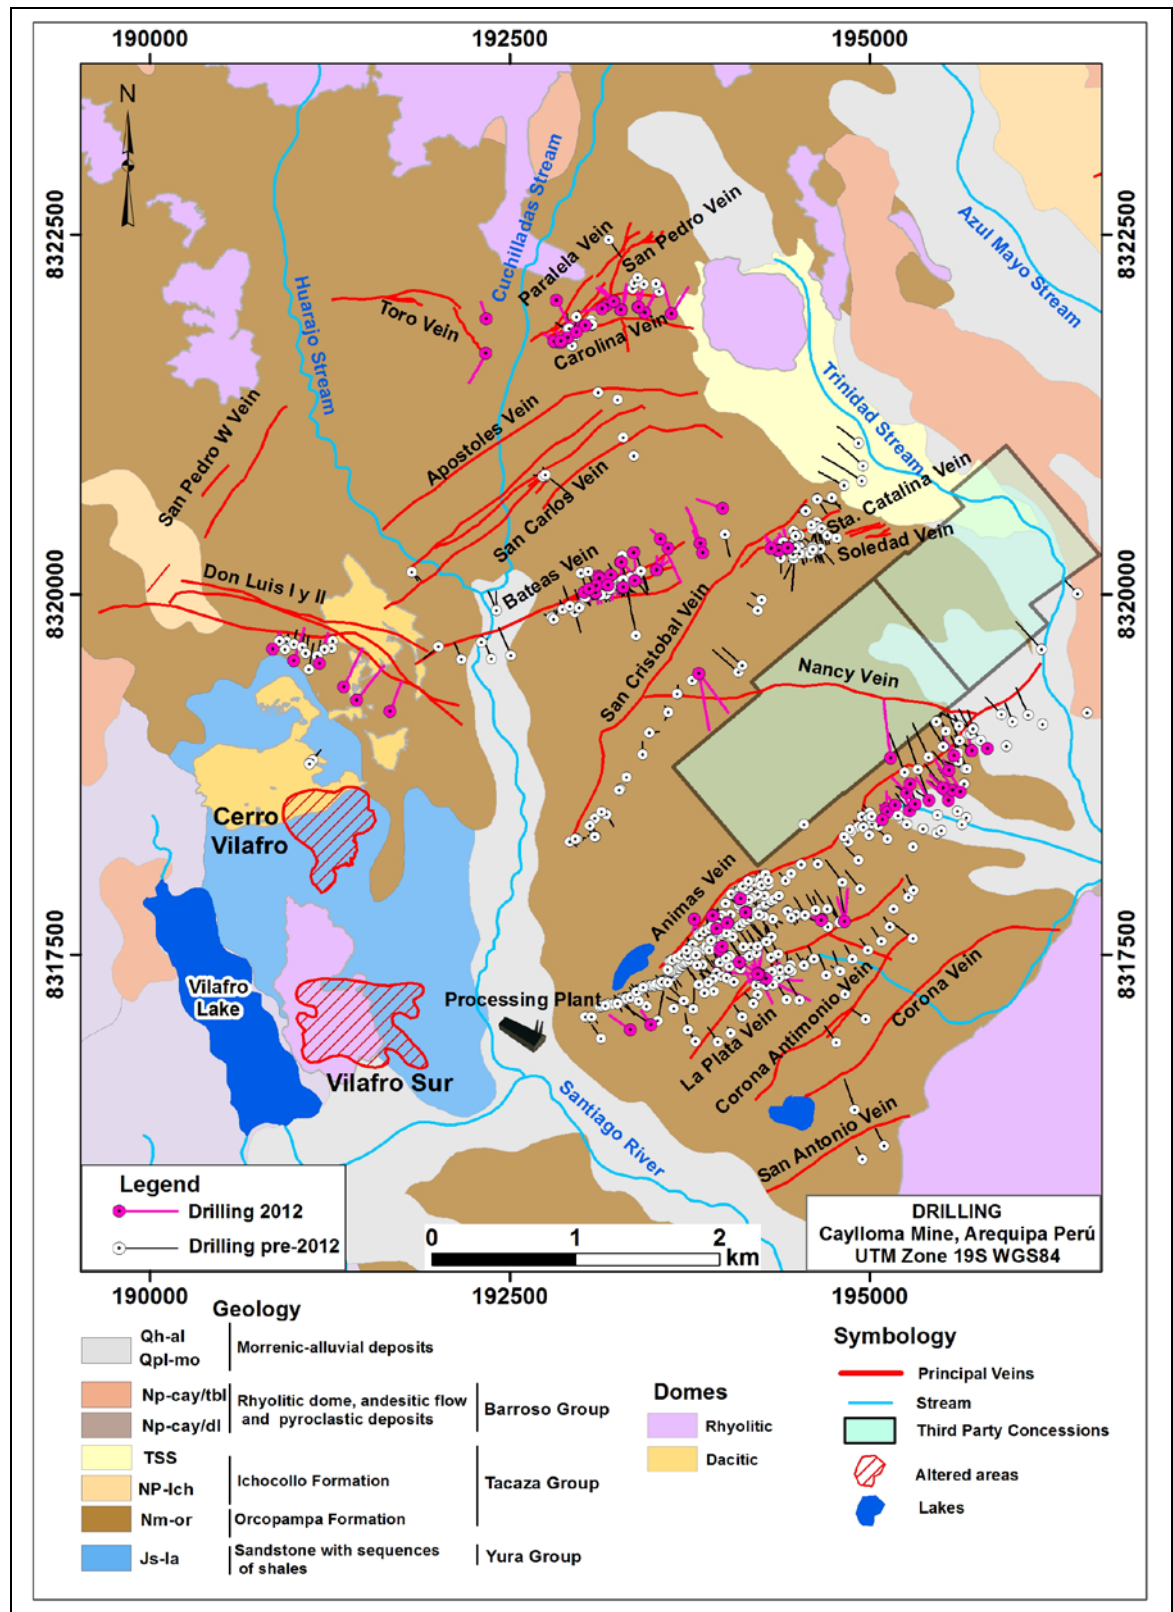 190000
192500
195000
N
8322500
8322500
Cuchilladas Stream
Azul Mayo Stream
San Pedro Vein
Paralela Vein
Huarajo Stream
Toro Vein
Carolina Vein
Trinidad Stream
San Pedro W Vein
Apostoles Vein
San Carlos Vein
Sta. Catalina Vein
Soledad Vein
Bateas Vein
Don Luis I y II
8320000
8320000
San Cristobal Vein
Nancy Vein
Cerro
Vilafro
Animas Vein
8317500
8317500
Vilafro
Lake
Processing Plant
Corona Vein
La Plata Vein
Corona Antimonio Vein
Vilafro Sur
Santiago River
San Antonio Vein
Legend
Drilling 2012
Drilling pre-2012
0 1 2
km
DRILLING
Caylloma Mine, Arequipa Perú
UTM Zone 19S WGS84
190000
192500
195000
Geology
Qh-al
Qpl-mo
Morrenic-alluvial deposits
Np-cay/tbl
Np-cay/dl
Rhyolitic dome, andesitic flow
and pyroclastic deposits
Barroso Group
TSS
NP-Ich
Ichocollo Formation
Tacaza Group
Nm-or
Orcopampa Formation
Js-la
Sandstone with sequences
of shales
Yura Group
Domes
Rhyolitic
Dacitic
Symbology
Principal Veins
Stream
Third Party Concessions
Altered areas
Lakes